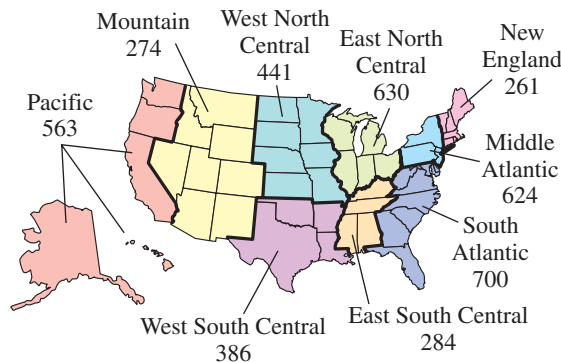 Mountain
274
West North
Central
441
East North
Central
630
New
England
261
Pacific
563
Middle
Atlantic
624
South
Atlantic
700
West South Central
386
East South Central
284